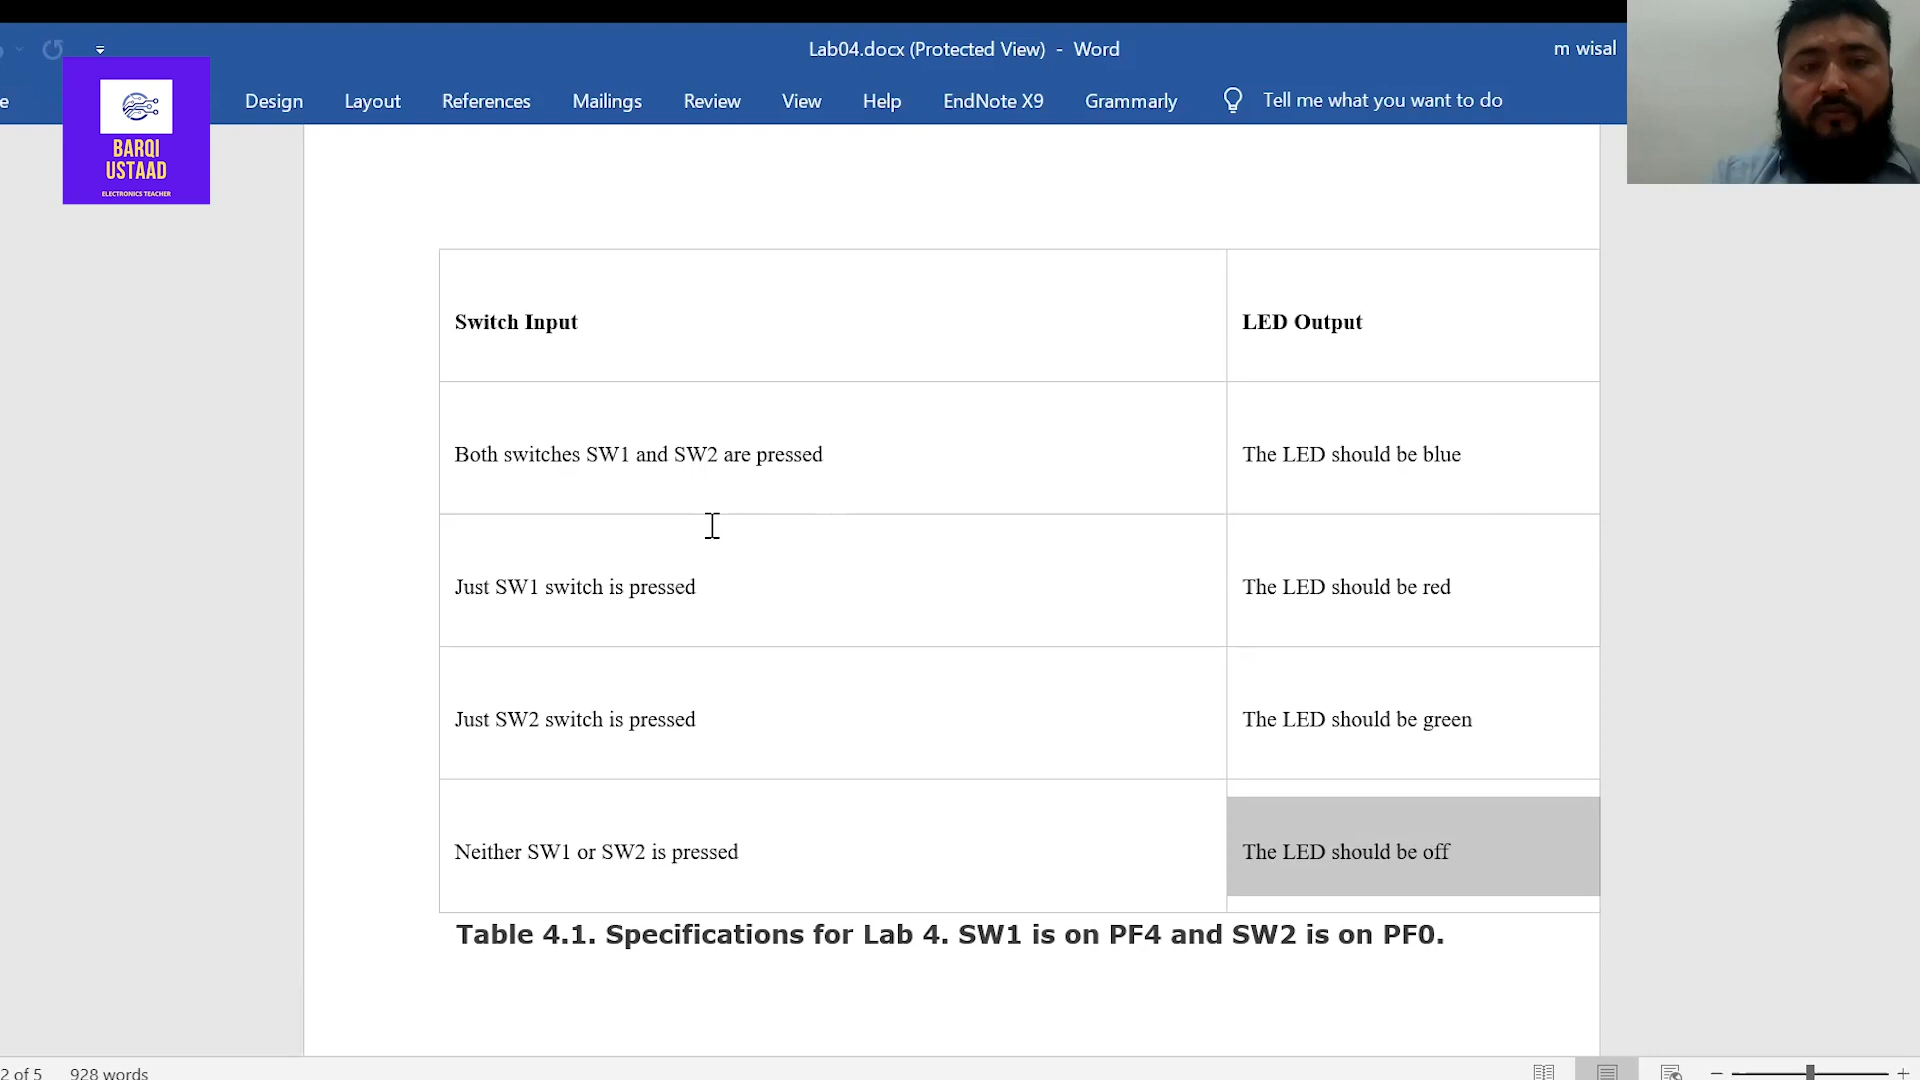 Lab04.docx (Protected View) - Word
m wisal
e
Design Layout References Mailings Review View Help EndNote X9 Grammarly Tell me what you want to do
BARQI
USTAAD
ELECTRONICS TEACHER
Switch Input LED Output
Both switches SW1 and SW2 are pressed The LED should be blue
Just SW1 switch is pressed The LED should be red
Just SW2 switch is pressed The LED should be green
Neither SW1 or SW2 is pressed The LED should be off
Table 4.1. Specifications for Lab 4. SW1 is on PF4 and SW2 is on PF0.
2 of 5 928 words